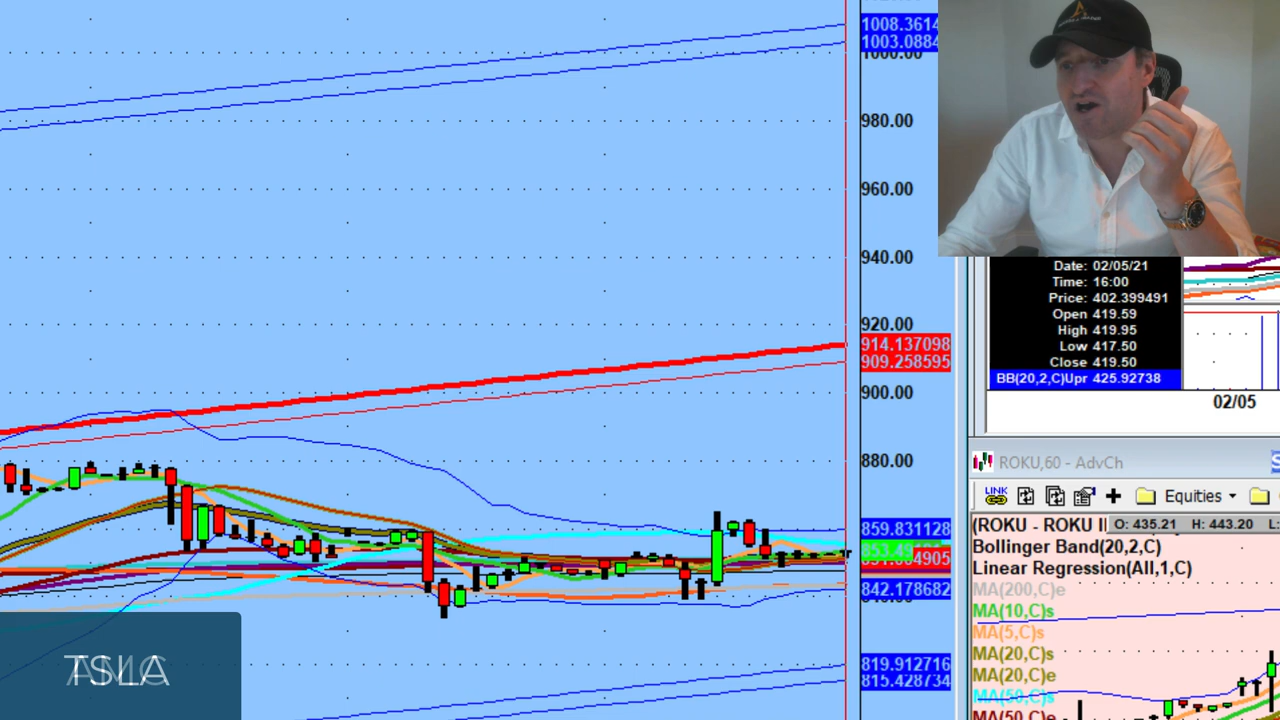 1008.3614
1003.0884
1000.00
980.00
960.00
940.00
920.00
914.137098
909.258595
900.00
880.00
859.831128
842.178682
819.912716
815.428734
TSLA
Date: 02/05/21
Time: 16:00
Price: 402.399491
Open 419.59
High 419.95
Low 417.50
Close 419.50
BB(20,2,C)Upr 425.92738
02/05
ROKU,60 - AdvCh
LINK
Equities
(ROKU - ROKU I
O: 435.21 H: 443.20 L:
Bollinger Band(20,2,C)
Linear Regression(All,1,C)
MA(200,C)e
MA(10,C)s
MA(5,C)s
MA(20,C)s
MA(20,C)e
MA(50,C)s
MA(50,C)e